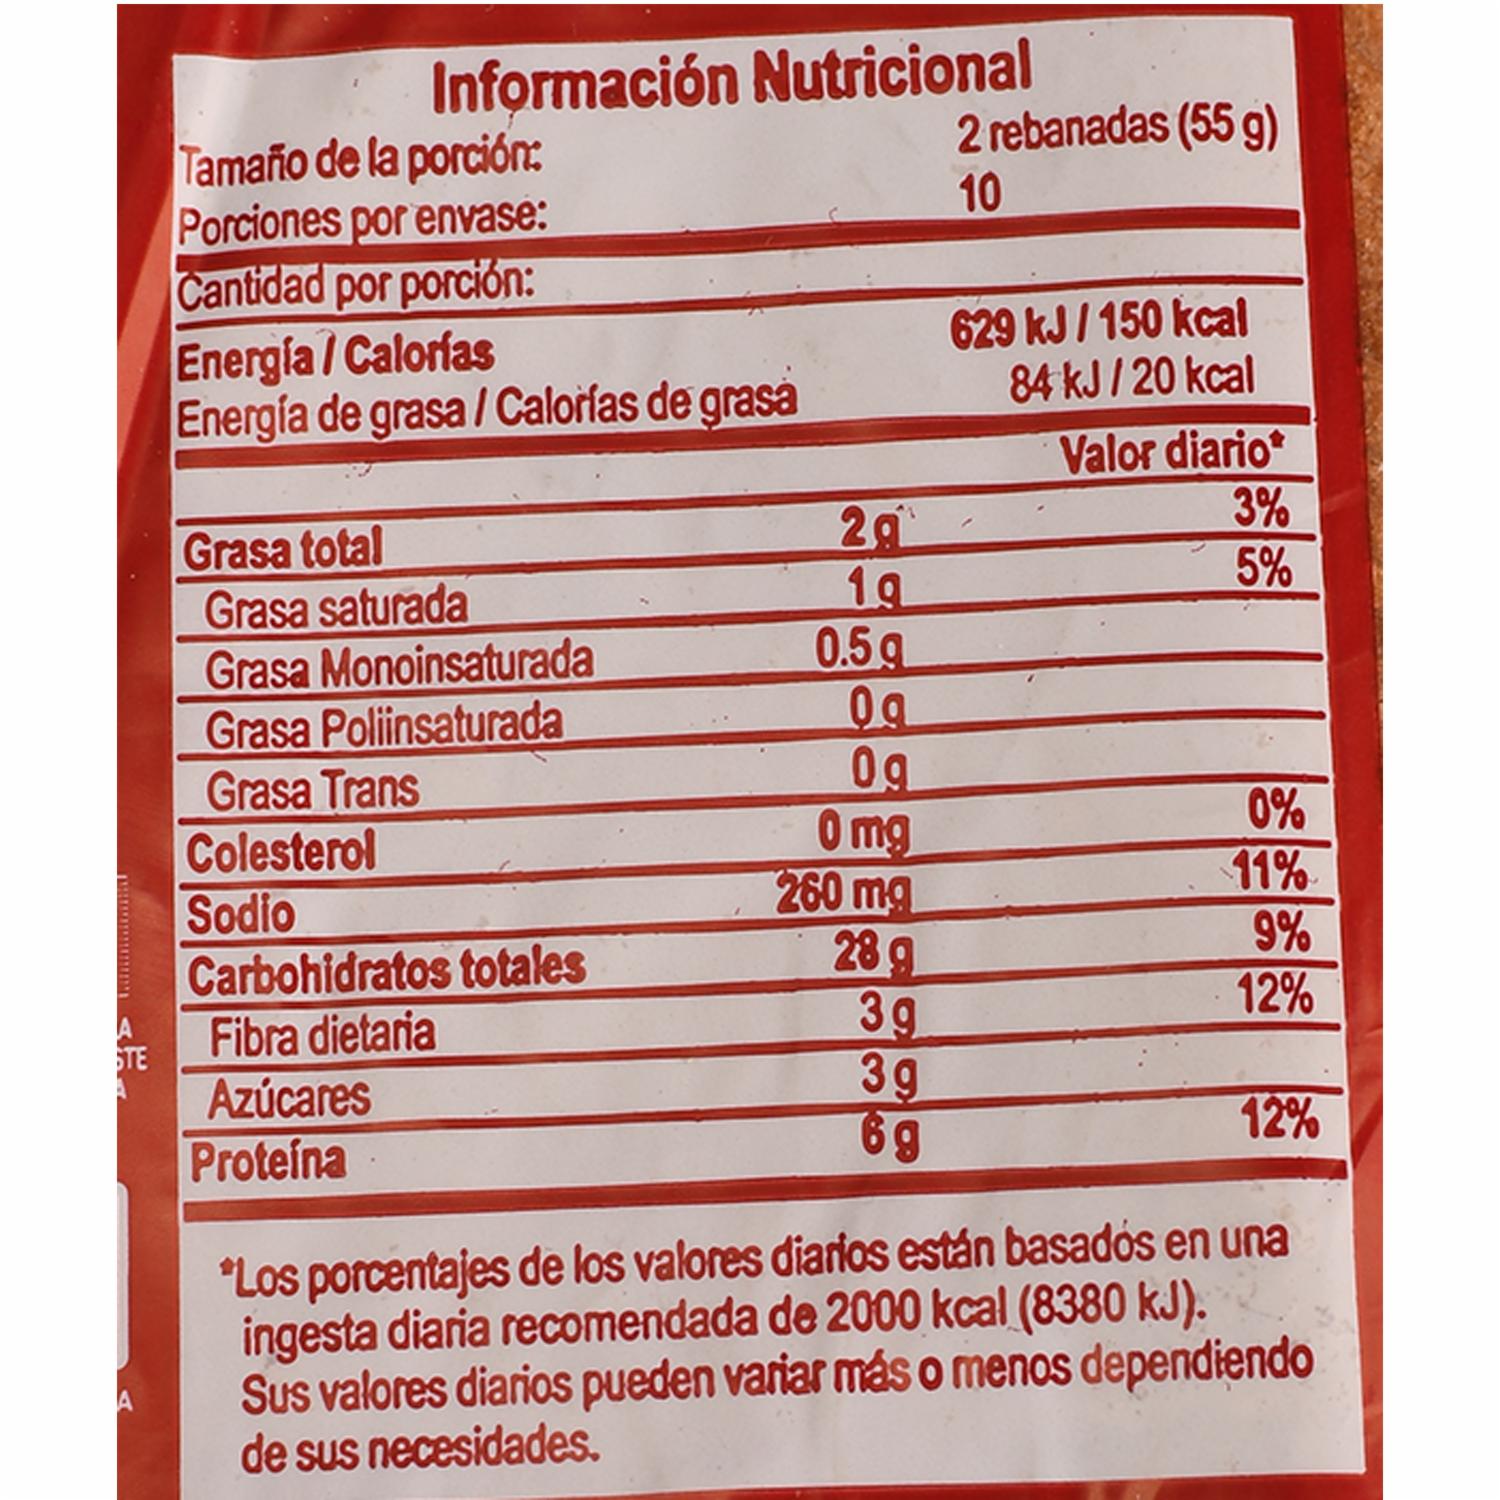 Información Nutricional
Tamaño de la porción: 2 rebanadas (55 g)
Porciones por envase: 10
Cantidad por porción:
Energía / Calorías 629 kJ / 150 kcal
Energía de grasa / Calorías de grasa 84 kJ / 20 kcal
Valor diario*
Grasa total 2 g 3%
Grasa saturada 1 g 5%
Grasa Monoinsaturada 0.5 g
Grasa Poliinsaturada 0 g
Grasa Trans 0 g
Colesterol 0 mg 0%
Sodio 260 mg 11%
Carbohidratos totales 28 g 9%
Fibra dietaria 3 g 12%
Azúcares 3 g
Proteína 6 g 12%
*Los porcentajes de los valores diarios están basados en una
ingesta diaria recomendada de 2000 kcal (8380 kJ).
Sus valores diarios pueden variar más o menos dependiendo
de sus necesidades.